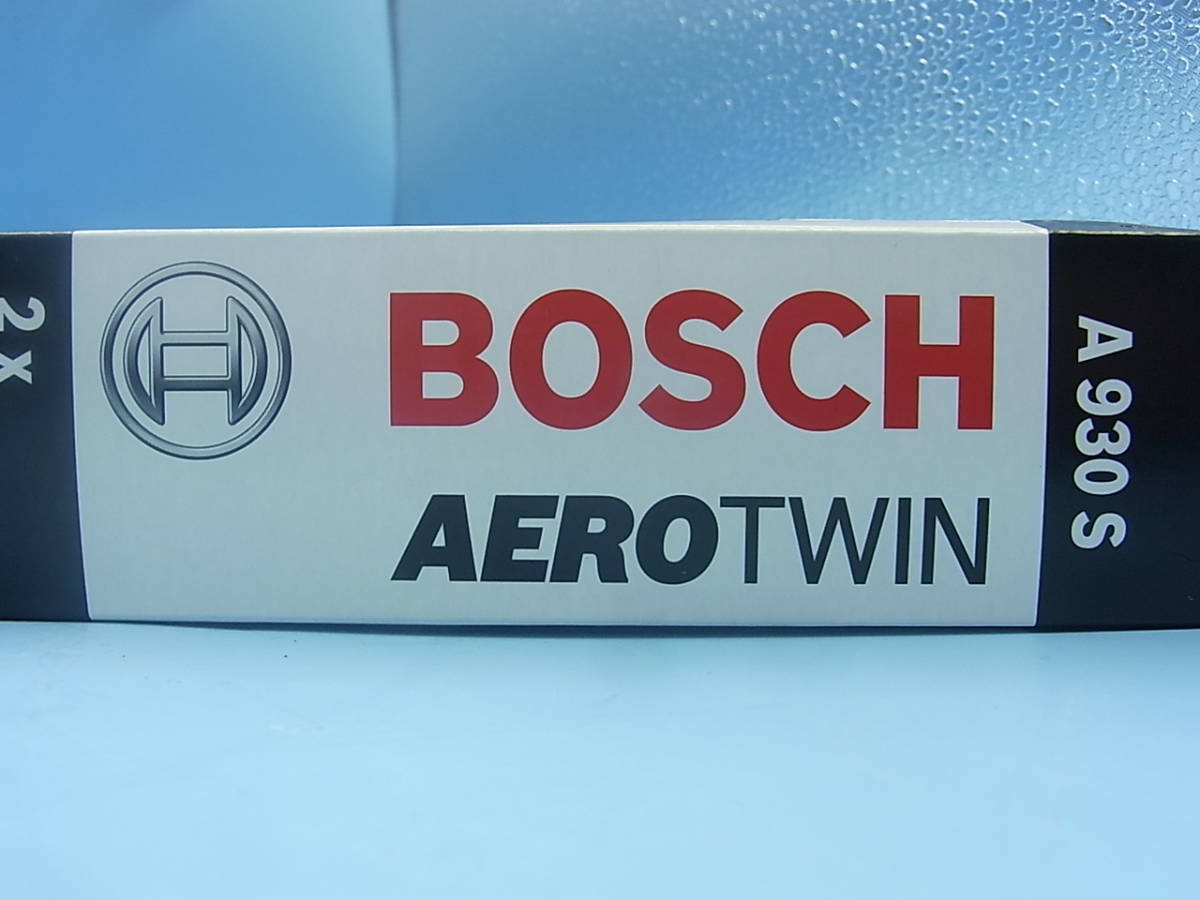 2 x
BOSCH
AEROTWIN
A 930 S